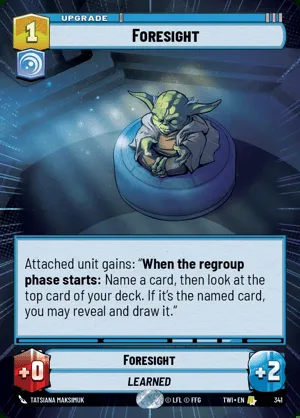 UPGRADE
1
FORESIGHT
Attached unit gains: “When the regroup
phase starts: Name a card, then look at the
top card of your deck. If it’s the named card,
you may reveal and draw it.”
+0
FORESIGHT
+2
LEARNED
TATSIANA MAKSIMUK
© LFL © FFG
TWI • EN
341